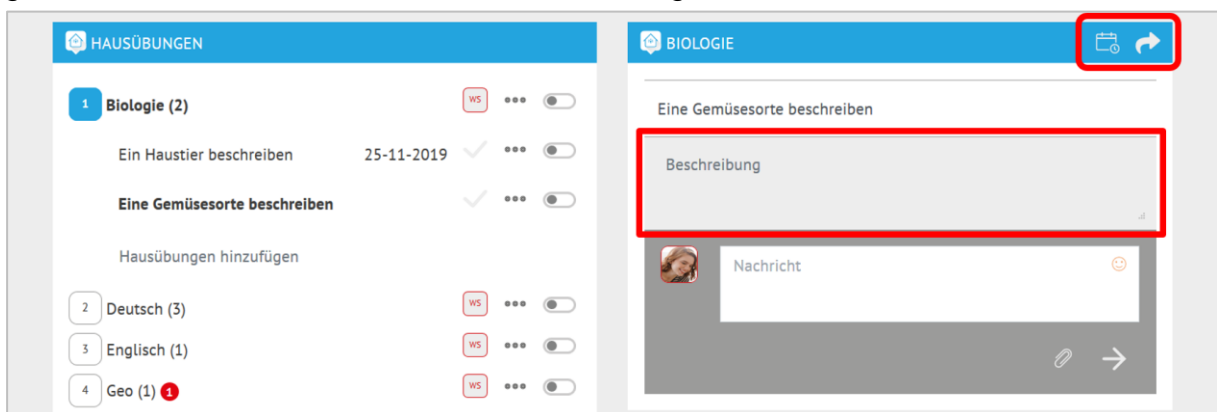 HAUSÜBUNGEN
1 Biologie (2) WS
Ein Haustier beschreiben 25-11-2019
Eine Gemüsesorte beschreiben
Hausübungen hinzufügen
2 Deutsch (3) WS
3 Englisch (1) WS
4 Geo (1) 1 WS
BIOLOGIE
Eine Gemüsesorte beschreiben
Beschreibung
Nachricht